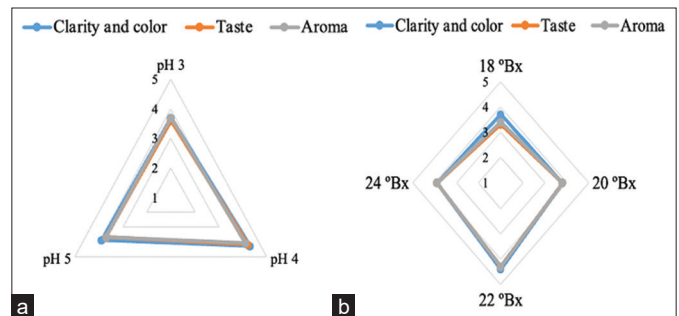 Clarity and color Taste Aroma
pH 3
5
4
3
2
1
pH 5 pH 4
a
Clarity and color Taste Aroma
18 ºBx
5
4
3
2
1
24 ºBx 20 ºBx
22 ºBx
b